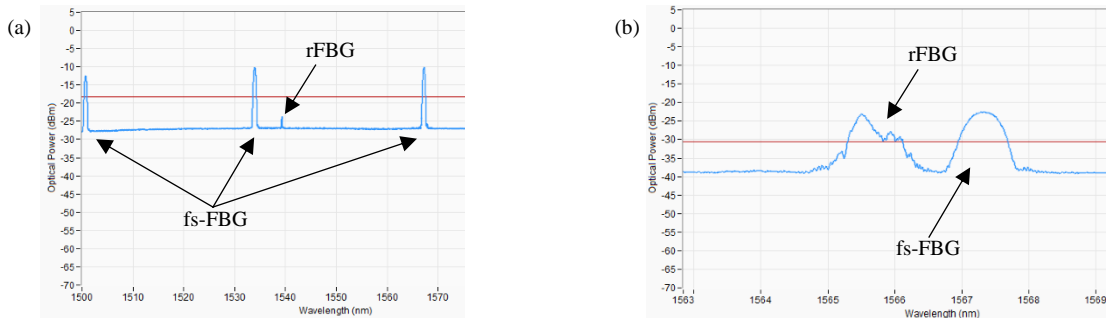 (a)
5
0
-5
-10
-15
-20
-25
-30
-35
-40
-45
-50
-55
-60
-65
-70
Optical Power (dBm)
rFBG
fs-FBG
1500 1510 1520 1530 1540 1550 1560 1570
Wavelength (nm)
(b)
5
0
-5
-10
-15
-20
-25
-30
-35
-40
-45
-50
-55
-60
-65
-70
Optical Power (dBm)
rFBG
fs-FBG
1563 1564 1565 1566 1567 1568 1569
Wavelength (nm)